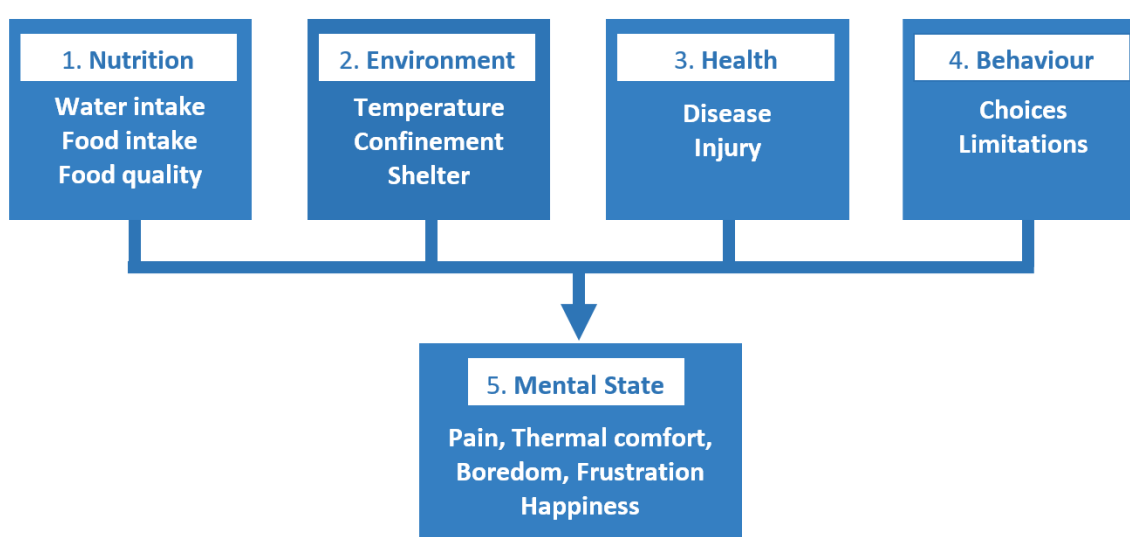 1. Nutrition
Water intake
Food intake
Food quality
2. Environment
Temperature
Confinement
Shelter
3. Health
Disease
Injury
4. Behaviour
Choices
Limitations
5. Mental State
Pain, Thermal comfort,
Boredom, Frustration
Happiness